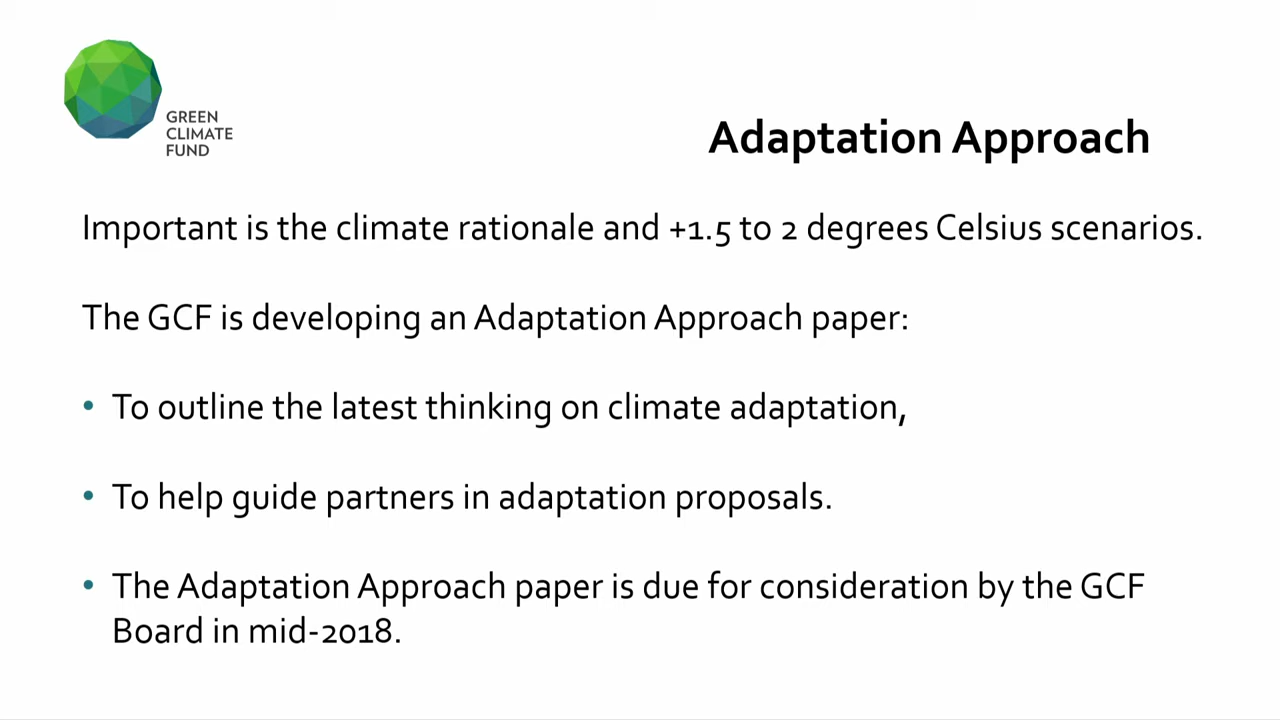 GREEN
CLIMATE
FUND
Adaptation Approach
Important is the climate rationale and +1.5 to 2 degrees Celsius scenarios.
The GCF is developing an Adaptation Approach paper:
• To outline the latest thinking on climate adaptation,
• To help guide partners in adaptation proposals.
• The Adaptation Approach paper is due for consideration by the GCF
Board in mid-2018.